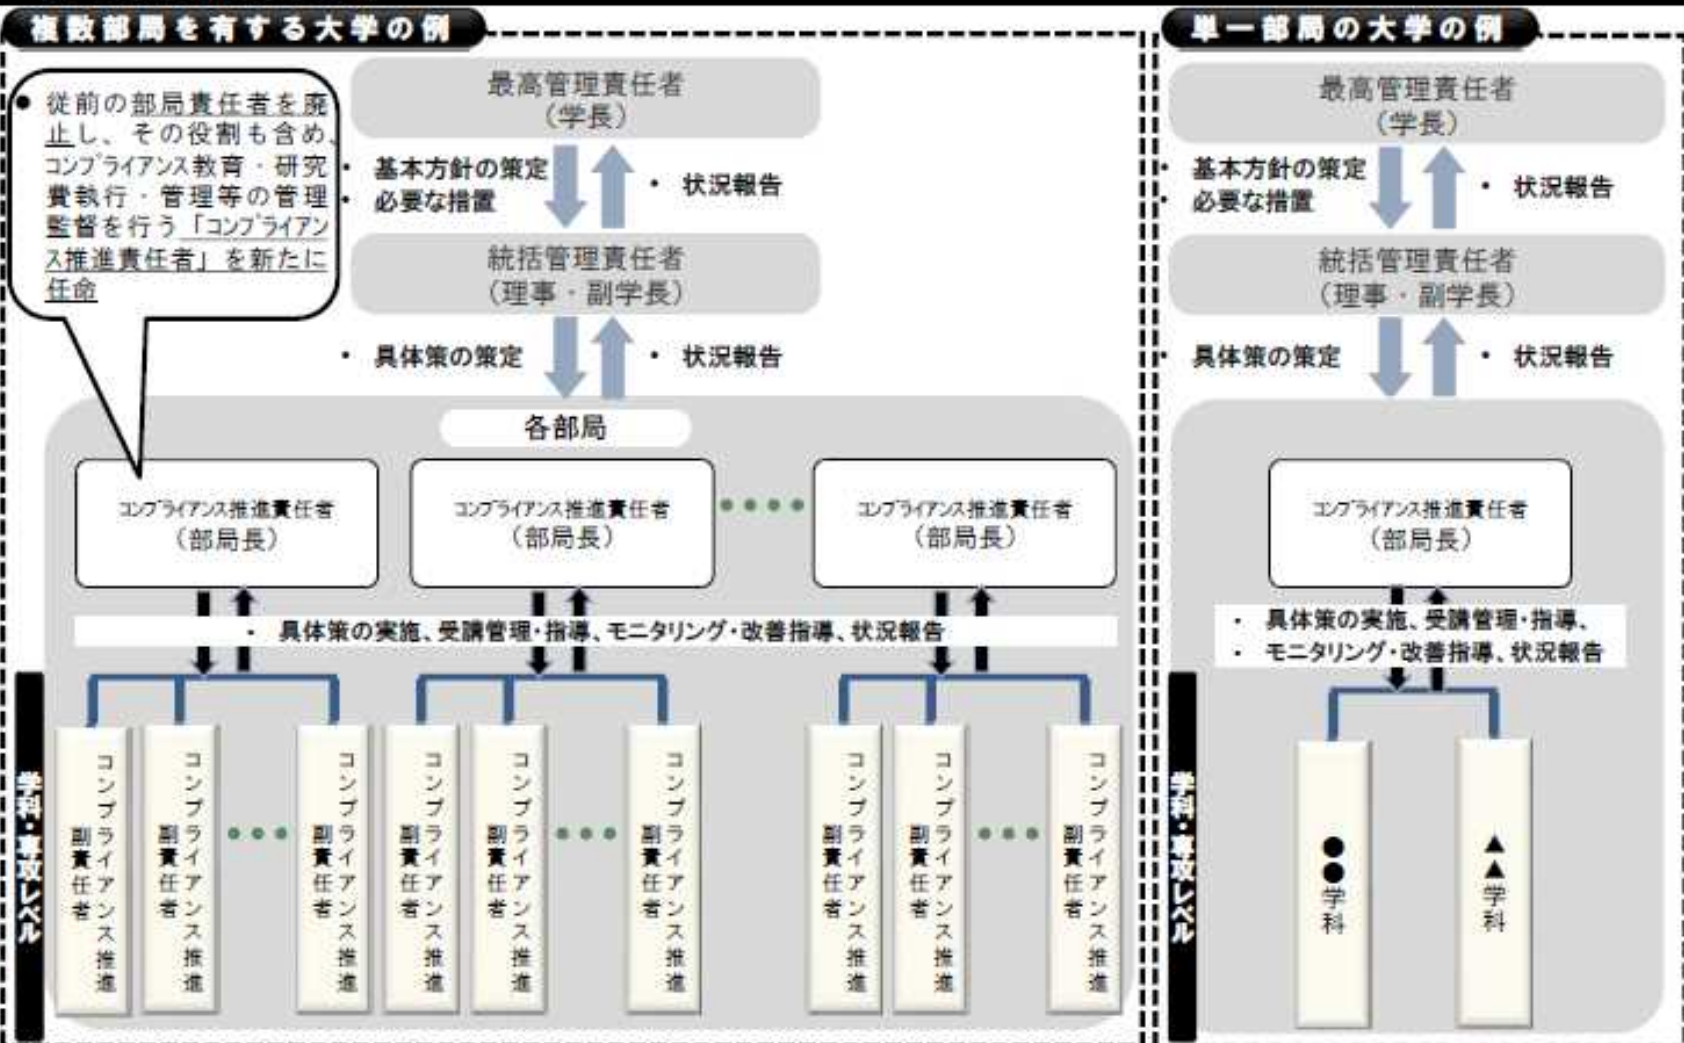 複数部局を有する大学の例
● 従前の部局責任者を廃
止し、その役割も含め、
コンプライアンス教育・研究
費執行・管理等の管理
監督を行う「コンプライアン
ス推進責任者」を新たに
任命
最高管理責任者
(学長)
・ 基本方針の策定
・ 必要な措置
・ 状況報告
統括管理責任者
(理事・副学長)
・ 具体策の策定
・ 状況報告
各部局
コンプライアンス推進責任者
(部局長)
コンプライアンス推進責任者
(部局長)
コンプライアンス推進責任者
(部局長)
・ 具体策の実施、受講管理・指導、モニタリング・改善指導、状況報告
学科・専攻レベル
コンプライアンス推進
副責任者
コンプライアンス推進
副責任者
コンプライアンス推進
副責任者
コンプライアンス推進
副責任者
コンプライアンス推進
副責任者
コンプライアンス推進
副責任者
コンプライアンス推進
副責任者
コンプライアンス推進
副責任者
コンプライアンス推進
副責任者
単一部局の大学の例
最高管理責任者
(学長)
・ 基本方針の策定
・ 必要な措置
・ 状況報告
統括管理責任者
(理事・副学長)
・ 具体策の策定
・ 状況報告
コンプライアンス推進責任者
(部局長)
・ 具体策の実施、受講管理・指導、
・ モニタリング・改善指導、状況報告
学科・専攻レベル
●●学科
▲▲学科